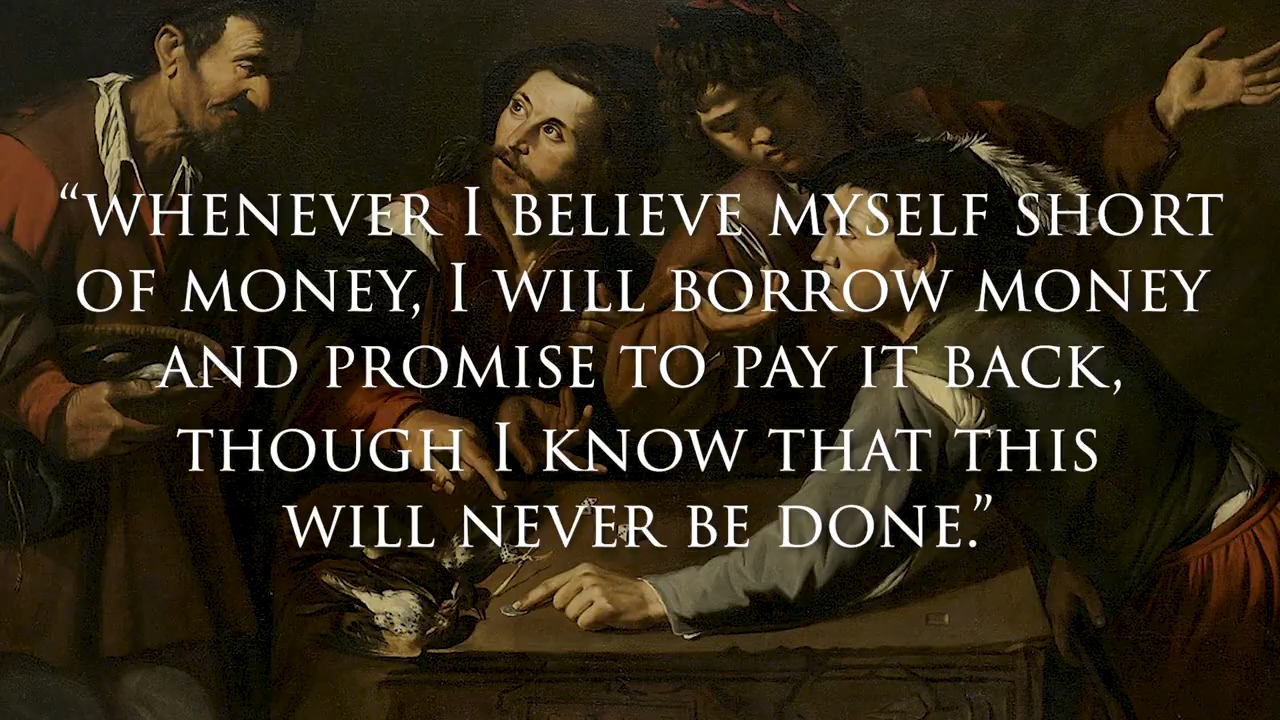 “WHENEVER I BELIEVE MYSELF SHORT
OF MONEY, I WILL BORROW MONEY
AND PROMISE TO PAY IT BACK,
THOUGH I KNOW THAT THIS
WILL NEVER BE DONE.”